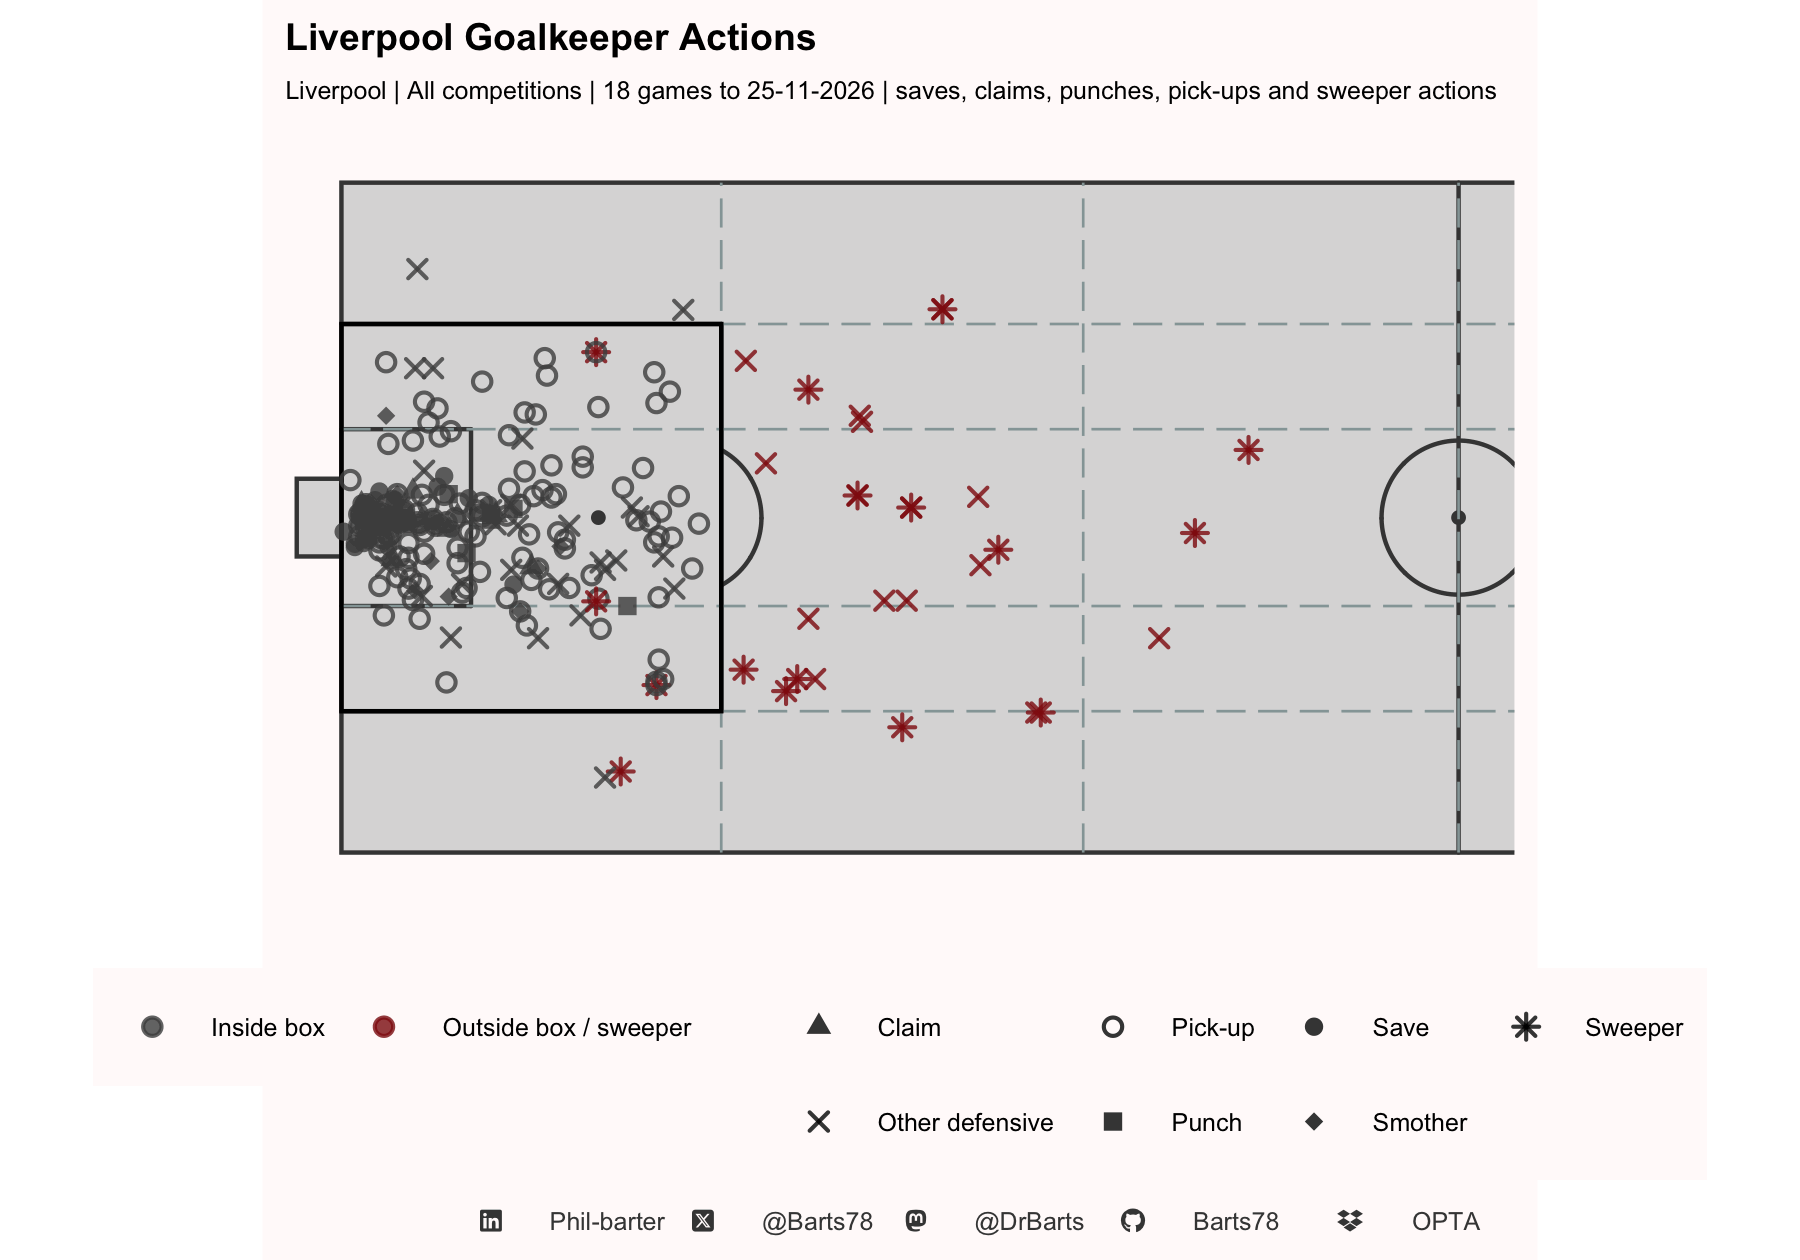 Liverpool Goalkeeper Actions
Liverpool | All competitions | 18 games to 25-11-2026 | saves, claims, punches, pick-ups and sweeper actions
Inside box Outside box / sweeper Claim Pick-up Save Sweeper
Other defensive Punch Smother
Phil-barter @Barts78 @DrBarts Barts78 OPTA